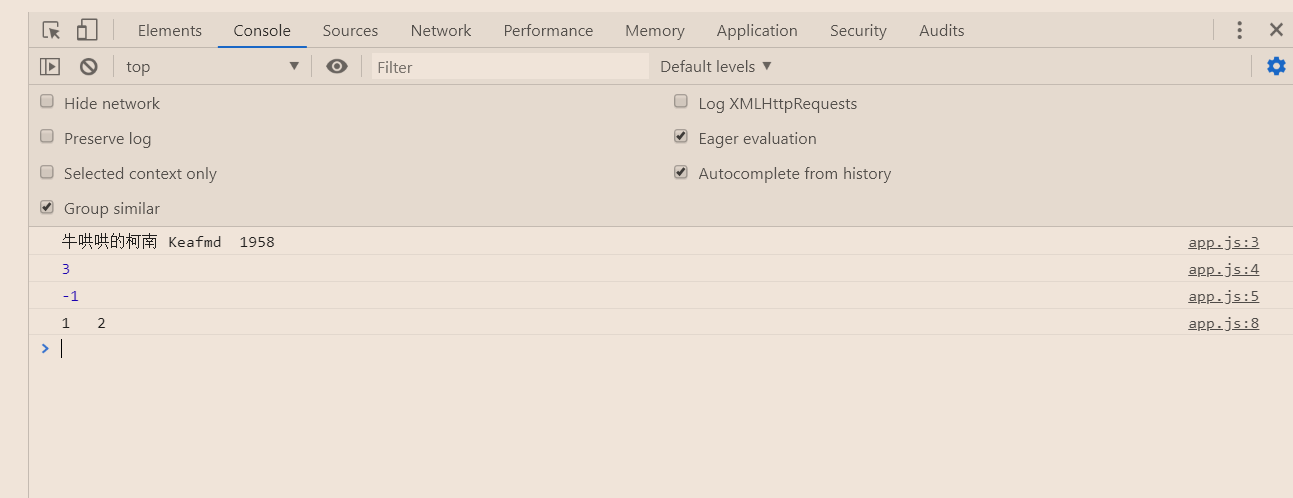 Elements Console Sources Network Performance Memory Application Security Audits
top Filter Default levels
Hide network Log XMLHttpRequests
Preserve log Eager evaluation
Selected context only Autocomplete from history
Group similar
牛哄哄的柯南 Keafmd  1958 app.js:3
3 app.js:4
-1 app.js:5
1   2 app.js:8